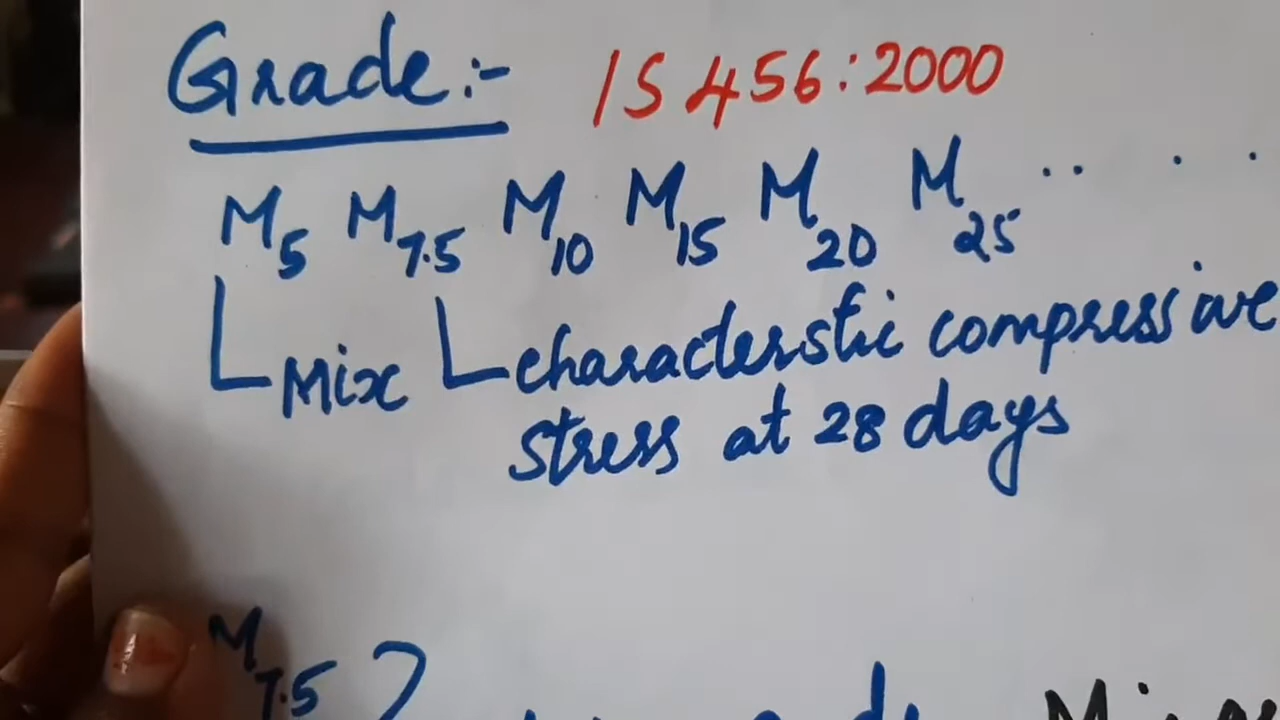 Grade:- IS 456:2000
M5 M7.5 M10 M15 M20 M25 .. . .
Mix characterstic compressive
stress at 28 days
M7.5